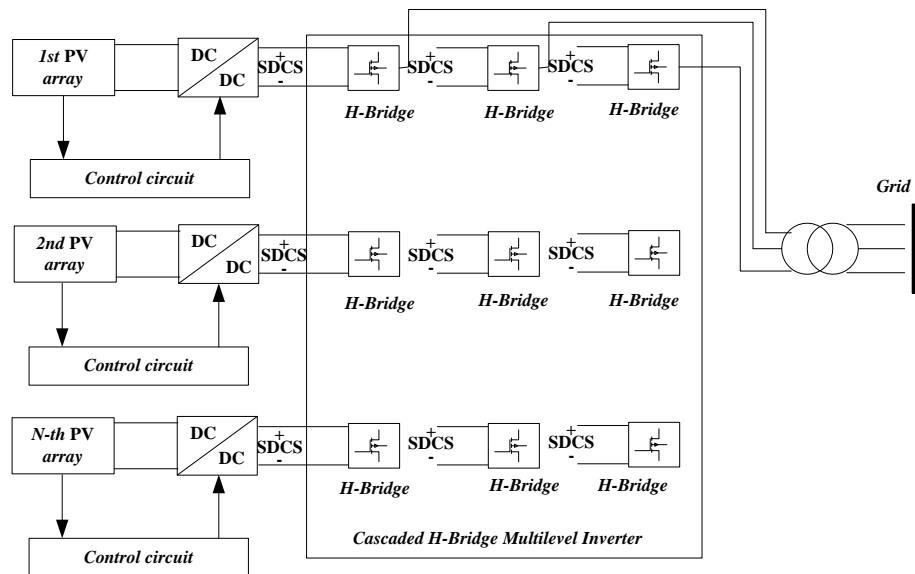 1st PV
array
DC
DC
+
SDCS
-
+
SDCS
-
+
SDCS
-
H-Bridge
H-Bridge
H-Bridge
Control circuit
Grid
2nd PV
array
DC
DC
+
SDCS
-
+
SDCS
-
+
SDCS
-
H-Bridge
H-Bridge
H-Bridge
Control circuit
N-th PV
array
DC
DC
+
SDCS
-
+
SDCS
-
+
SDCS
-
H-Bridge
H-Bridge
H-Bridge
Control circuit
Cascaded H-Bridge Multilevel Inverter